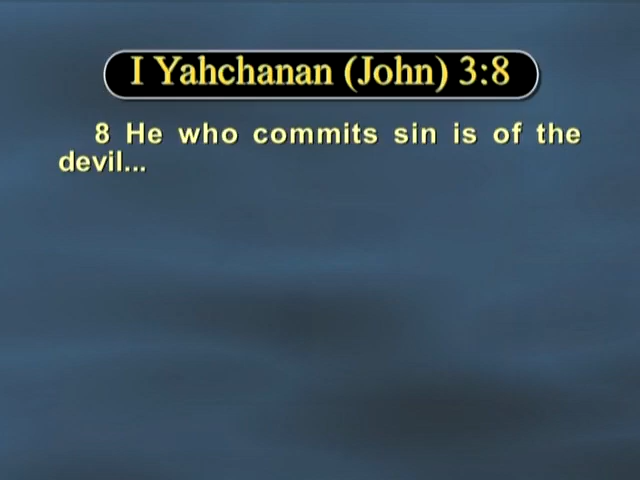 I Yahchanan (John) 3:8
8 He who commits sin is of the
devil...